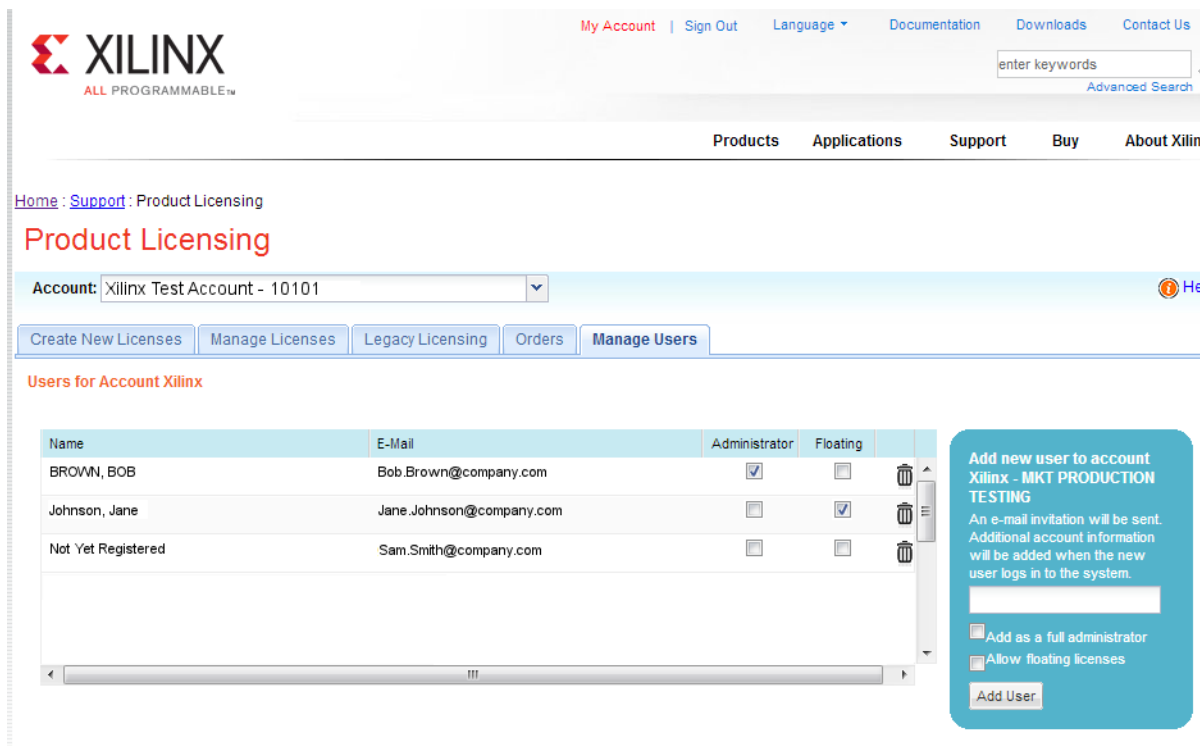 My Account | Sign Out Language Documentation Downloads Contact Us
XILINX
ALL PROGRAMMABLE™
enter keywords
Advanced Search
Products Applications Support Buy About Xilin
Home : Support : Product Licensing
Product Licensing
Account: Xilinx Test Account - 10101
He
Create New Licenses Manage Licenses Legacy Licensing Orders Manage Users
Users for Account Xilinx
Name E-Mail Administrator Floating
BROWN, BOB Bob.Brown@company.com
Johnson, Jane Jane.Johnson@company.com
Not Yet Registered Sam.Smith@company.com
Add new user to account
Xilinx - MKT PRODUCTION
TESTING
An e-mail invitation will be sent.
Additional account information
will be added when the new
user logs in to the system.
Add as a full administrator
Allow floating licenses
Add User